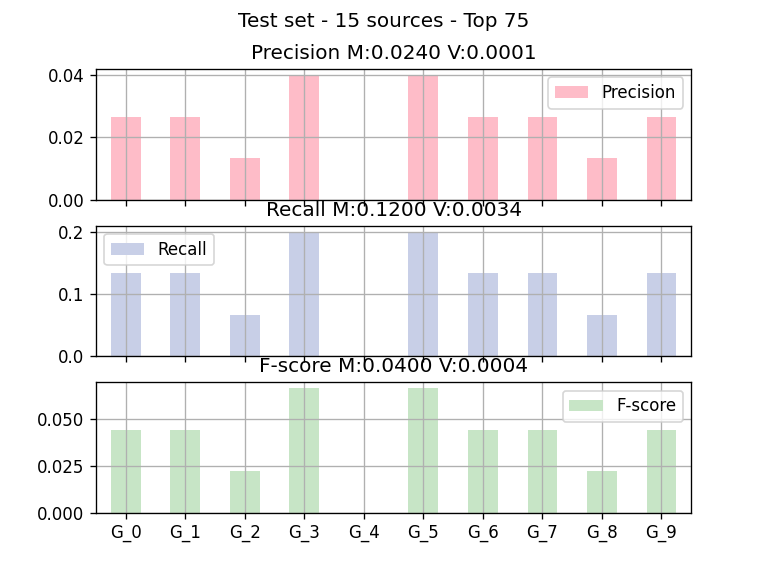 Test set - 15 sources - Top 75
Precision M:0.0240 V:0.0001
0.04
0.02
0.00
Precision
Recall M:0.1200 V:0.0034
0.2
0.1
0.0
Recall
F-score M:0.0400 V:0.0004
0.050
0.025
0.000
F-score
G_0 G_1 G_2 G_3 G_4 G_5 G_6 G_7 G_8 G_9